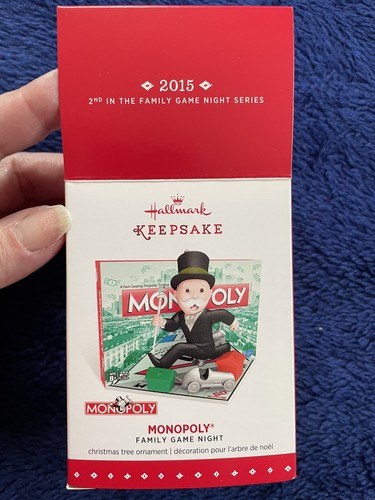 2015
2ND IN THE FAMILY GAME NIGHT SERIES
Hallmark
KEEPSAKE
MONOPOLY
MONOPOLY
MONOPOLY®
FAMILY GAME NIGHT
christmas tree ornament | décoration pour l'arbre de noël